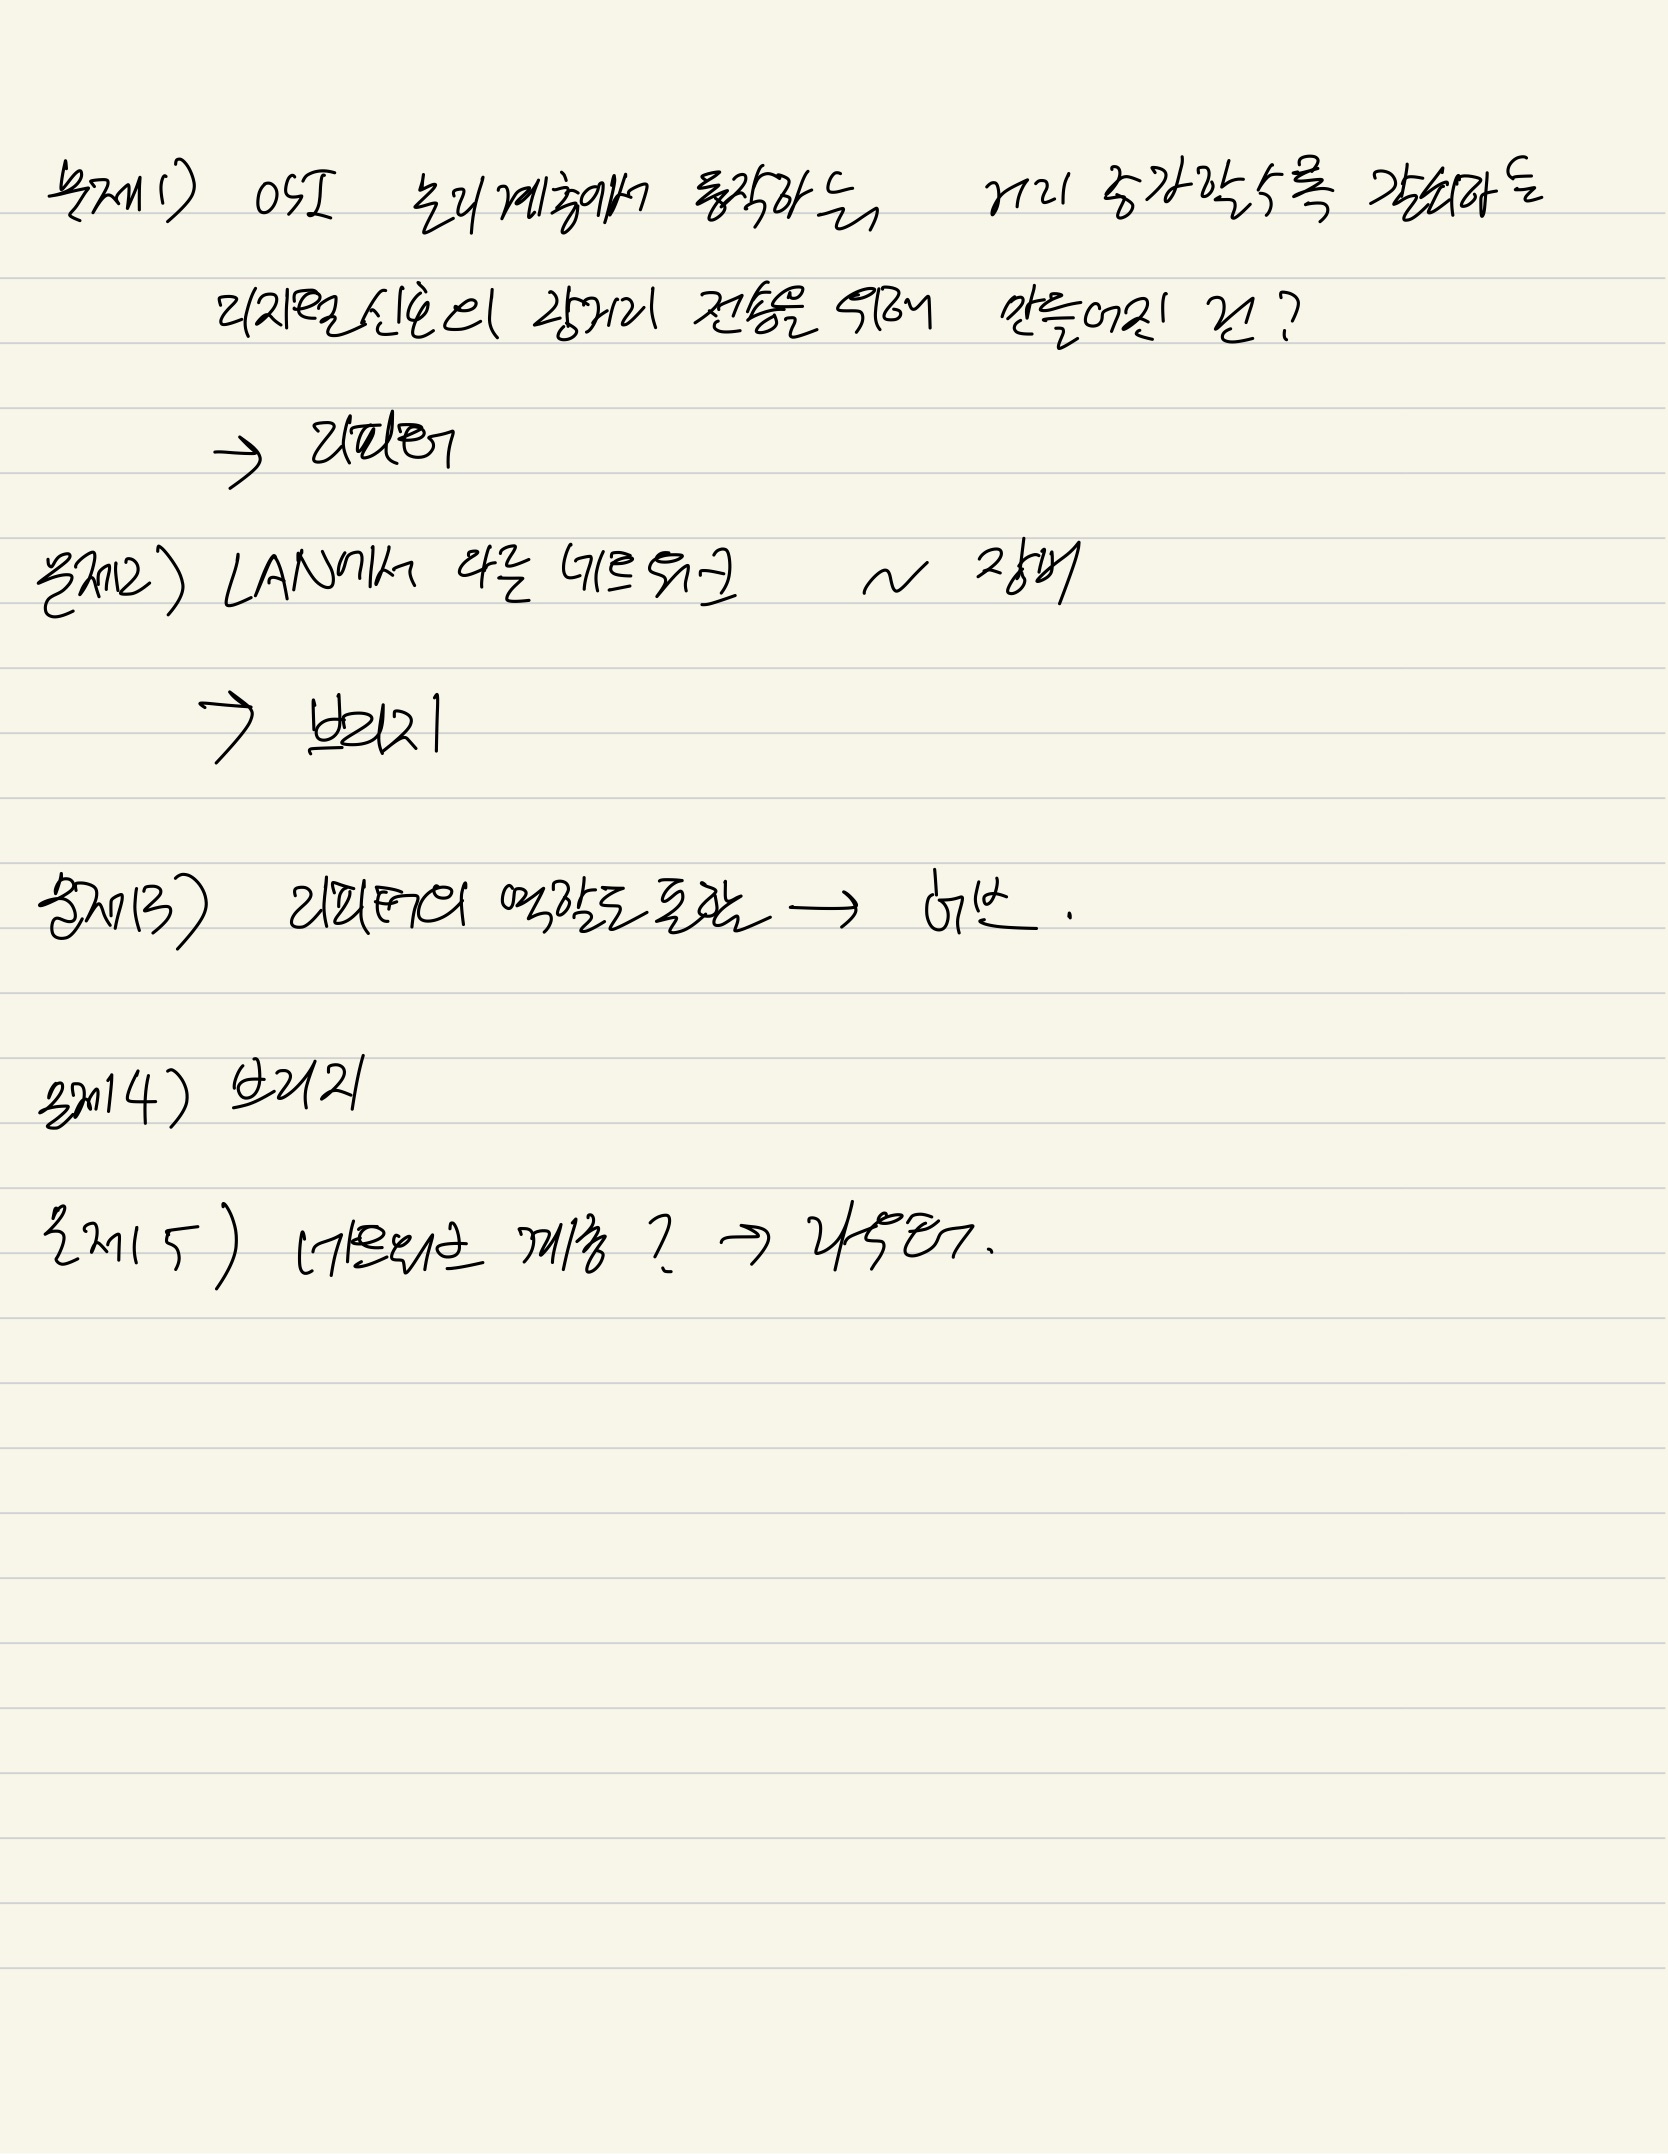 문제1) OSI 논리계층에서 동작하는, 거리 증가할수록 감쇠하는
디지털 신호의 장거리 전송을 위해 만들어진 건?
→ 리피터
문제2) LAN에서 다른 네트워크 ~ 장비
→ 브리지
문제3) 리피터의 역할도 동반 → 허브.
문제4) 브리지
문제5) 네트워크 계층? → 라우터.